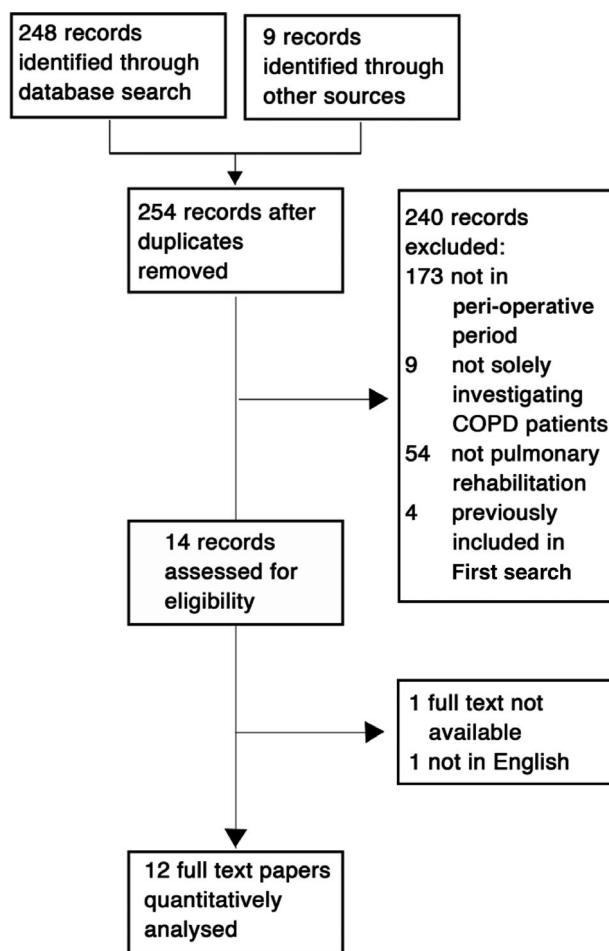 248 records
identified through
database search
9 records
identified through
other sources
254 records after
duplicates
removed
240 records
excluded:
173 not in
peri-operative
period
9 not solely
investigating
COPD patients
54 not pulmonary
rehabilitation
4 previously
included in
First search
14 records
assessed for
eligibility
1 full text not
available
1 not in English
12 full text papers
quantitatively
analysed